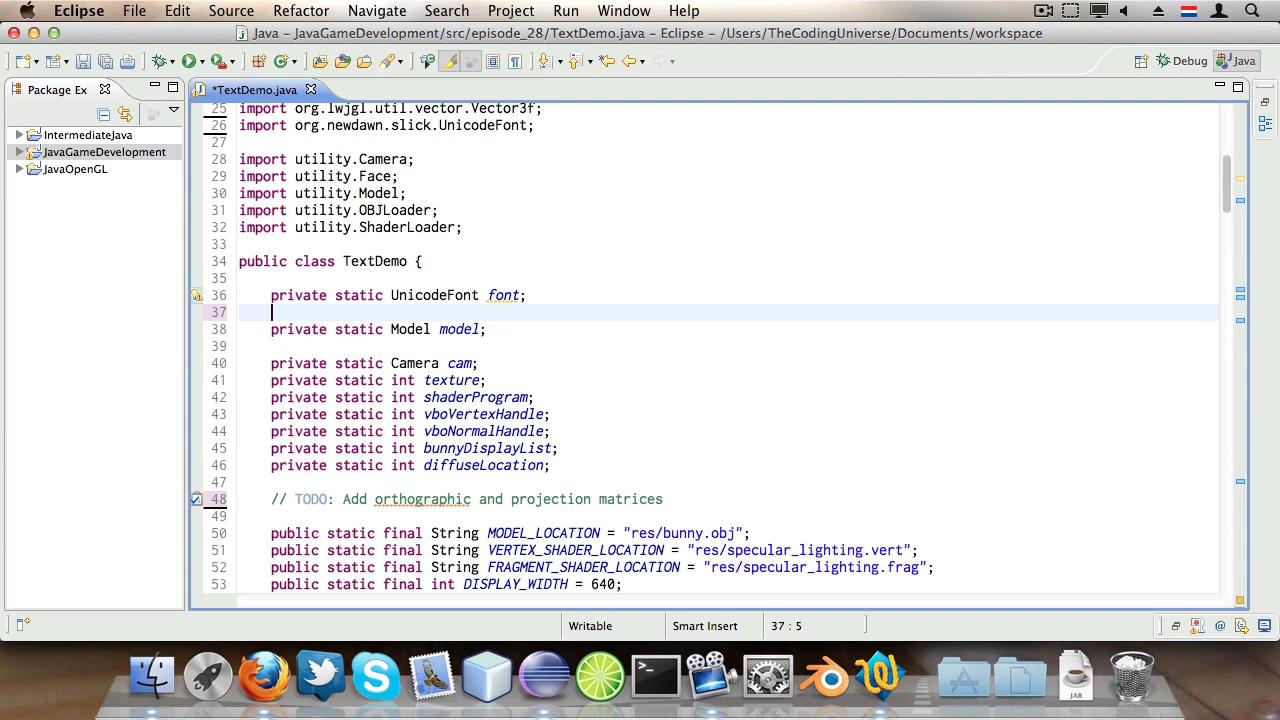 Eclipse File Edit Source Refactor Navigate Search Project Run Window Help
Java – JavaGameDevelopment/src/episode_28/TextDemo.java – Eclipse – /Users/TheCodingUniverse/Documents/workspace
Debug Java
Package Ex
*TextDemo.java
IntermediateJava
JavaGameDevelopment
JavaOpenGL
25 import org.lwjgl.util.vector.Vector3f;
26 import org.newdawn.slick.UnicodeFont;
27
28 import utility.Camera;
29 import utility.Face;
30 import utility.Model;
31 import utility.OBJLoader;
32 import utility.ShaderLoader;
33
34 public class TextDemo {
35
36 private static UnicodeFont font;
37
38 private static Model model;
39
40 private static Camera cam;
41 private static int texture;
42 private static int shaderProgram;
43 private static int vboVertexHandle;
44 private static int vboNormalHandle;
45 private static int bunnyDisplayList;
46 private static int diffuseLocation;
47
48 // TODO: Add orthographic and projection matrices
49
50 public static final String MODEL_LOCATION = "res/bunny.obj";
51 public static final String VERTEX_SHADER_LOCATION = "res/specular_lighting.vert";
52 public static final String FRAGMENT_SHADER_LOCATION = "res/specular_lighting.frag";
53 public static final int DISPLAY_WIDTH = 640;
Writable Smart Insert 37 : 5
JAR